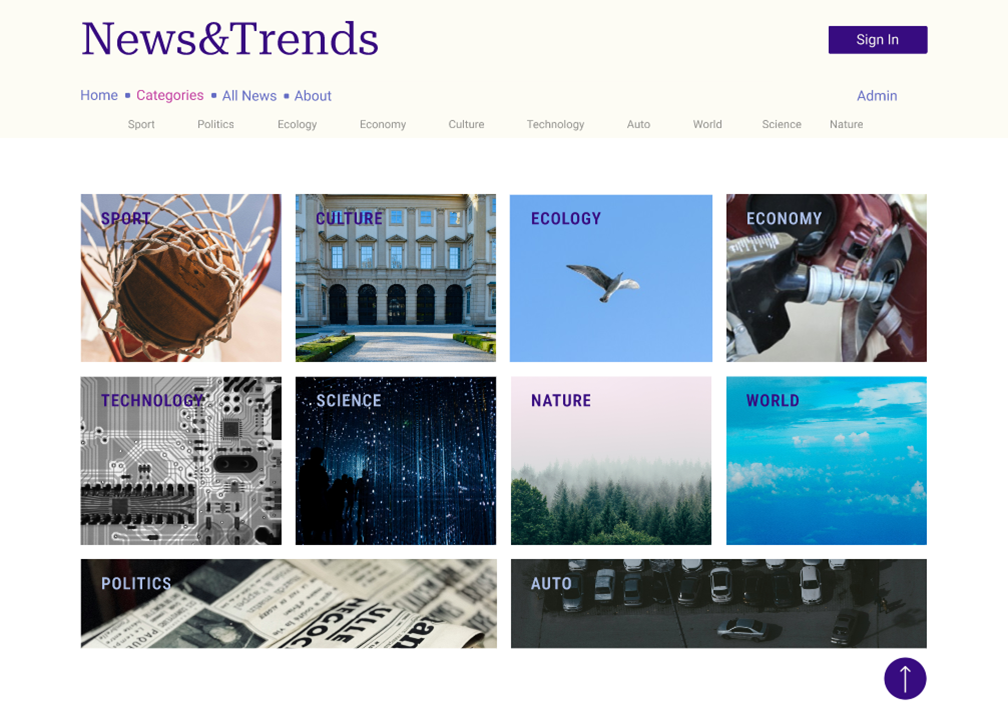 News&Trends
Sign In
Home ▪ Categories ▪ All News ▪ About
Admin
Sport Politics Ecology Economy Culture Technology Auto World Science Nature
SPORT CULTURE ECOLOGY ECONOMY
TECHNOLOGY SCIENCE NATURE WORLD
POLITICS AUTO